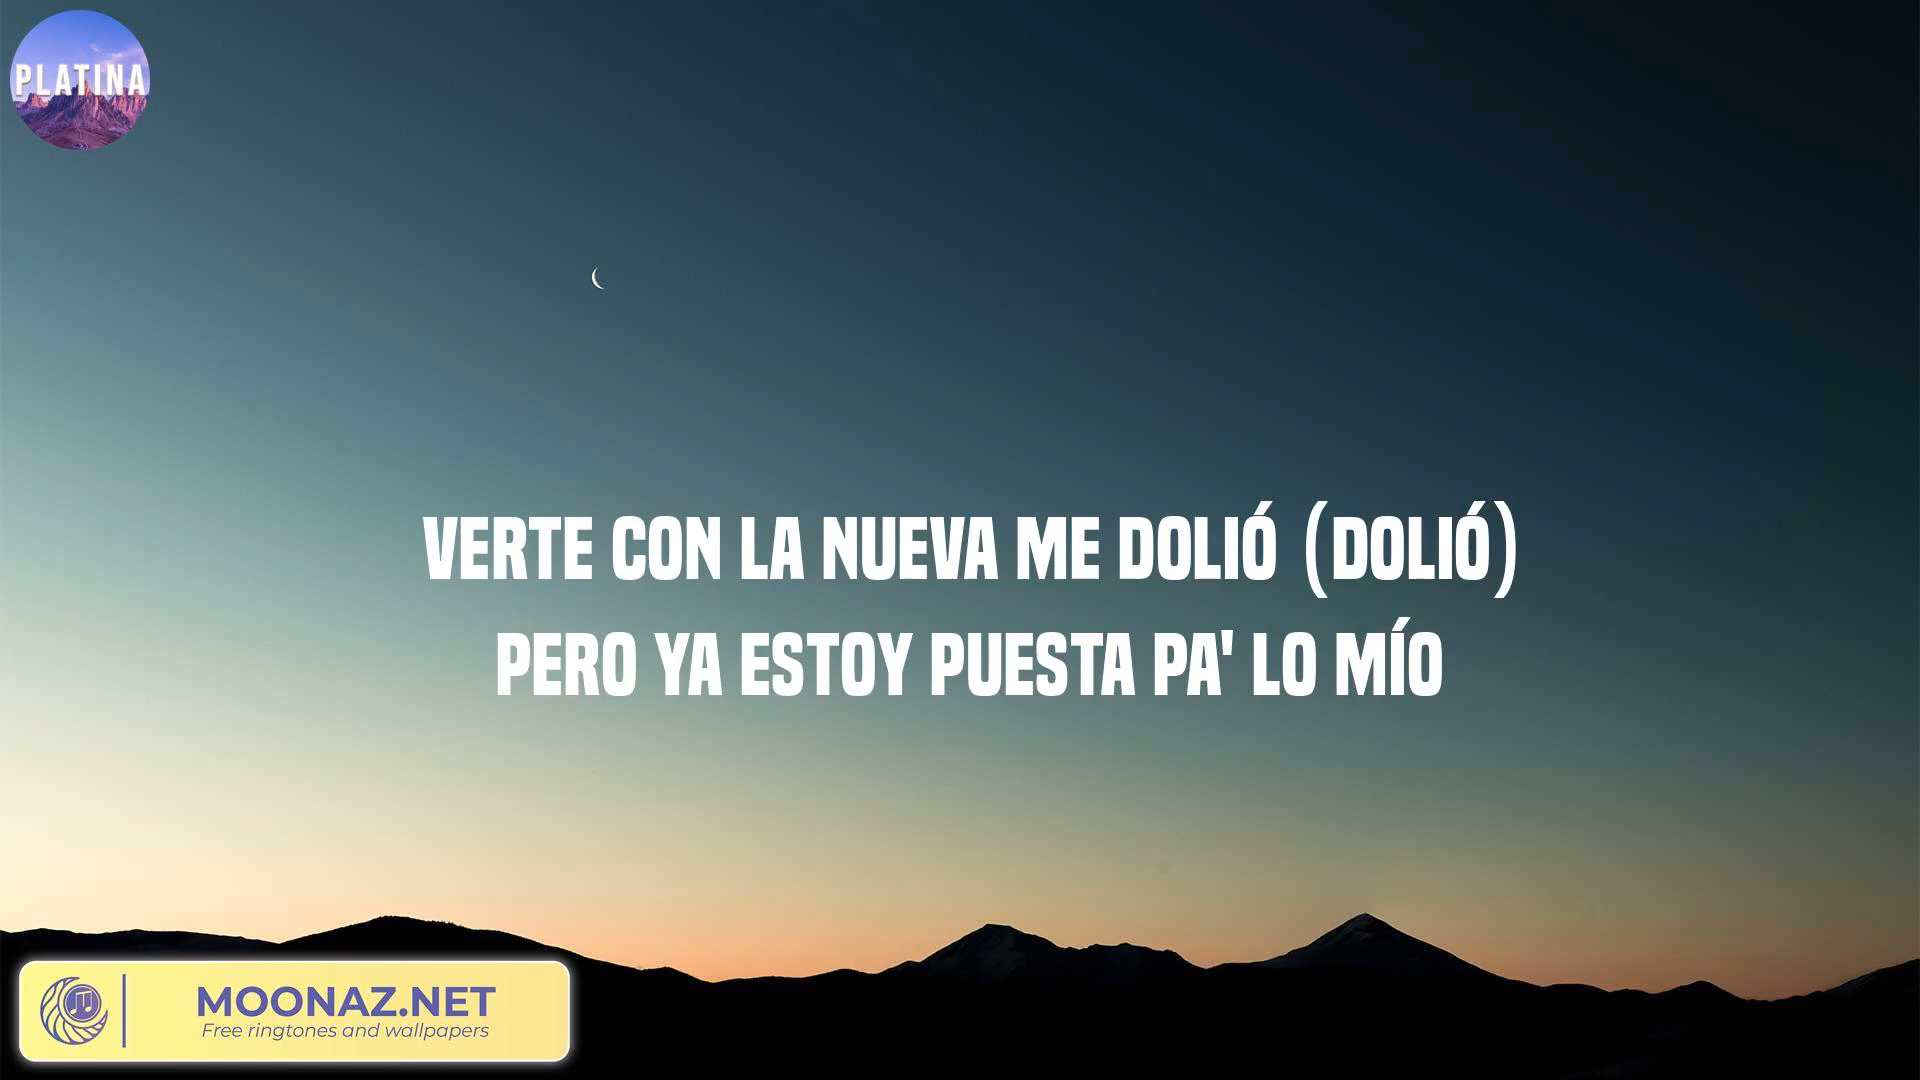 PLATINA
VERTE CON LA NUEVA ME DOLIÓ (DOLIÓ)
PERO YA ESTOY PUESTA PA' LO MÍO
MOONAZ.NET
Free ringtones and wallpapers